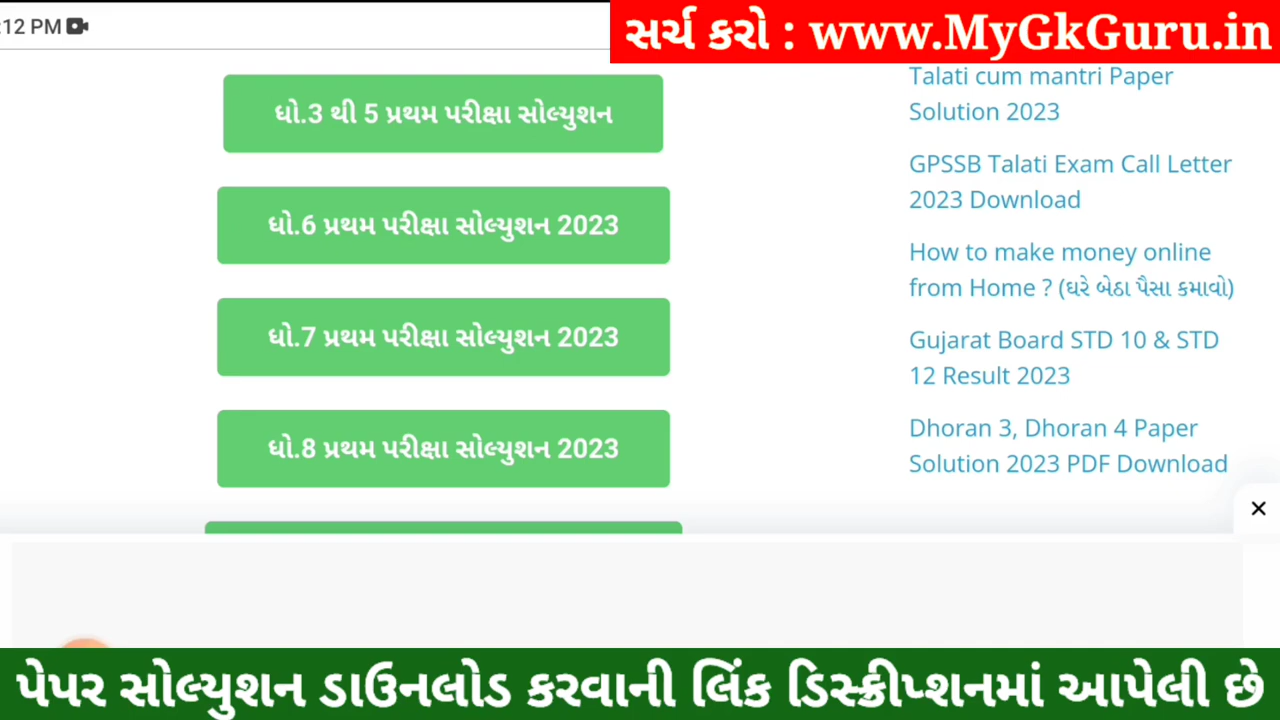 :12 PM
સર્ચ કરો : www.MyGkGuru.in
ધો.3 થી 5 પ્રથમ પરીક્ષા સોલ્યુશન
ધો.6 પ્રથમ પરીક્ષા સોલ્યુશન 2023
ધો.7 પ્રથમ પરીક્ષા સોલ્યુશન 2023
ધો.8 પ્રથમ પરીક્ષા સોલ્યુશન 2023
Talati cum mantri Paper
Solution 2023
GPSSB Talati Exam Call Letter
2023 Download
How to make money online
from Home ? (ઘરે બેઠા પૈસા કમાવો)
Gujarat Board STD 10 & STD
12 Result 2023
Dhoran 3, Dhoran 4 Paper
Solution 2023 PDF Download
પેપર સોલ્યુશન ડાઉનલોડ કરવાની લિંક ડિસ્ક્રીપ્શનમાં આપેલી છે